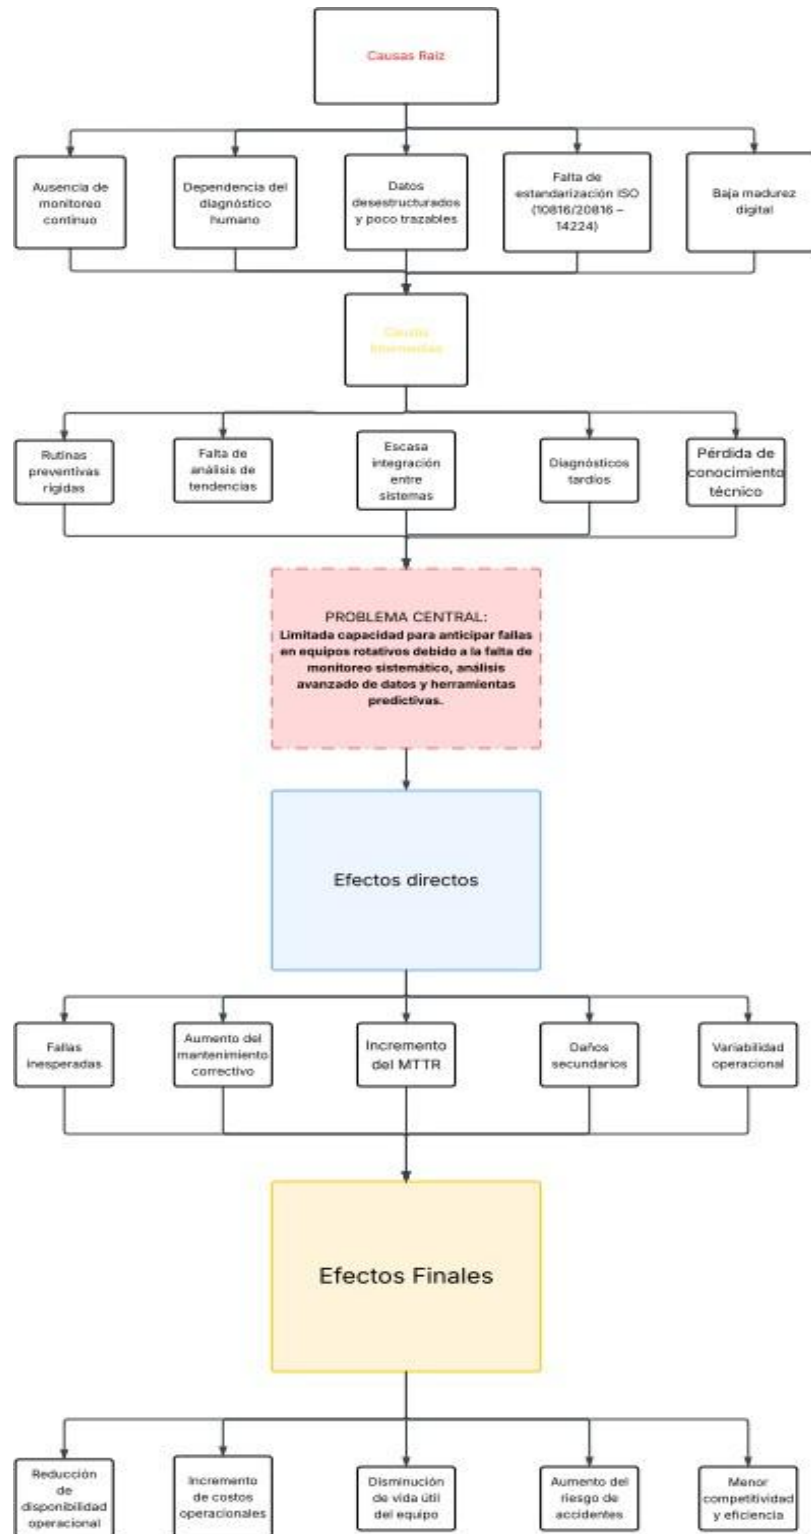 Causas Raíz
Ausencia de
monitoreo
continuo
Dependencia del
diagnóstico
humano
Datos
desestructurados
y poco trazables
Falta de
estandarización ISO
(10816/20816 –
14224)
Baja madurez
digital
Rutinas
preventivas
rígidas
Falta de
análisis de
tendencias
Escasa
integración
entre
sistemas
Diagnósticos
tardíos
Pérdida de
conocimiento
técnico
PROBLEMA CENTRAL:
Limitada capacidad para anticipar fallas
en equipos rotativos debido a la falta de
monitoreo sistemático, análisis
avanzado de datos y herramientas
predictivas.
Efectos directos
Fallas
inesperadas
Aumento del
mantenimiento
correctivo
Incremento
del MTTR
Daños
secundarios
Variabilidad
operacional
Efectos Finales
Reducción
de
disponibilidad
operacional
Incremento
de costos
operacionales
Disminución
de vida útil
del equipo
Aumento del
riesgo de
accidentes
Menor
competitividad
y eficiencia